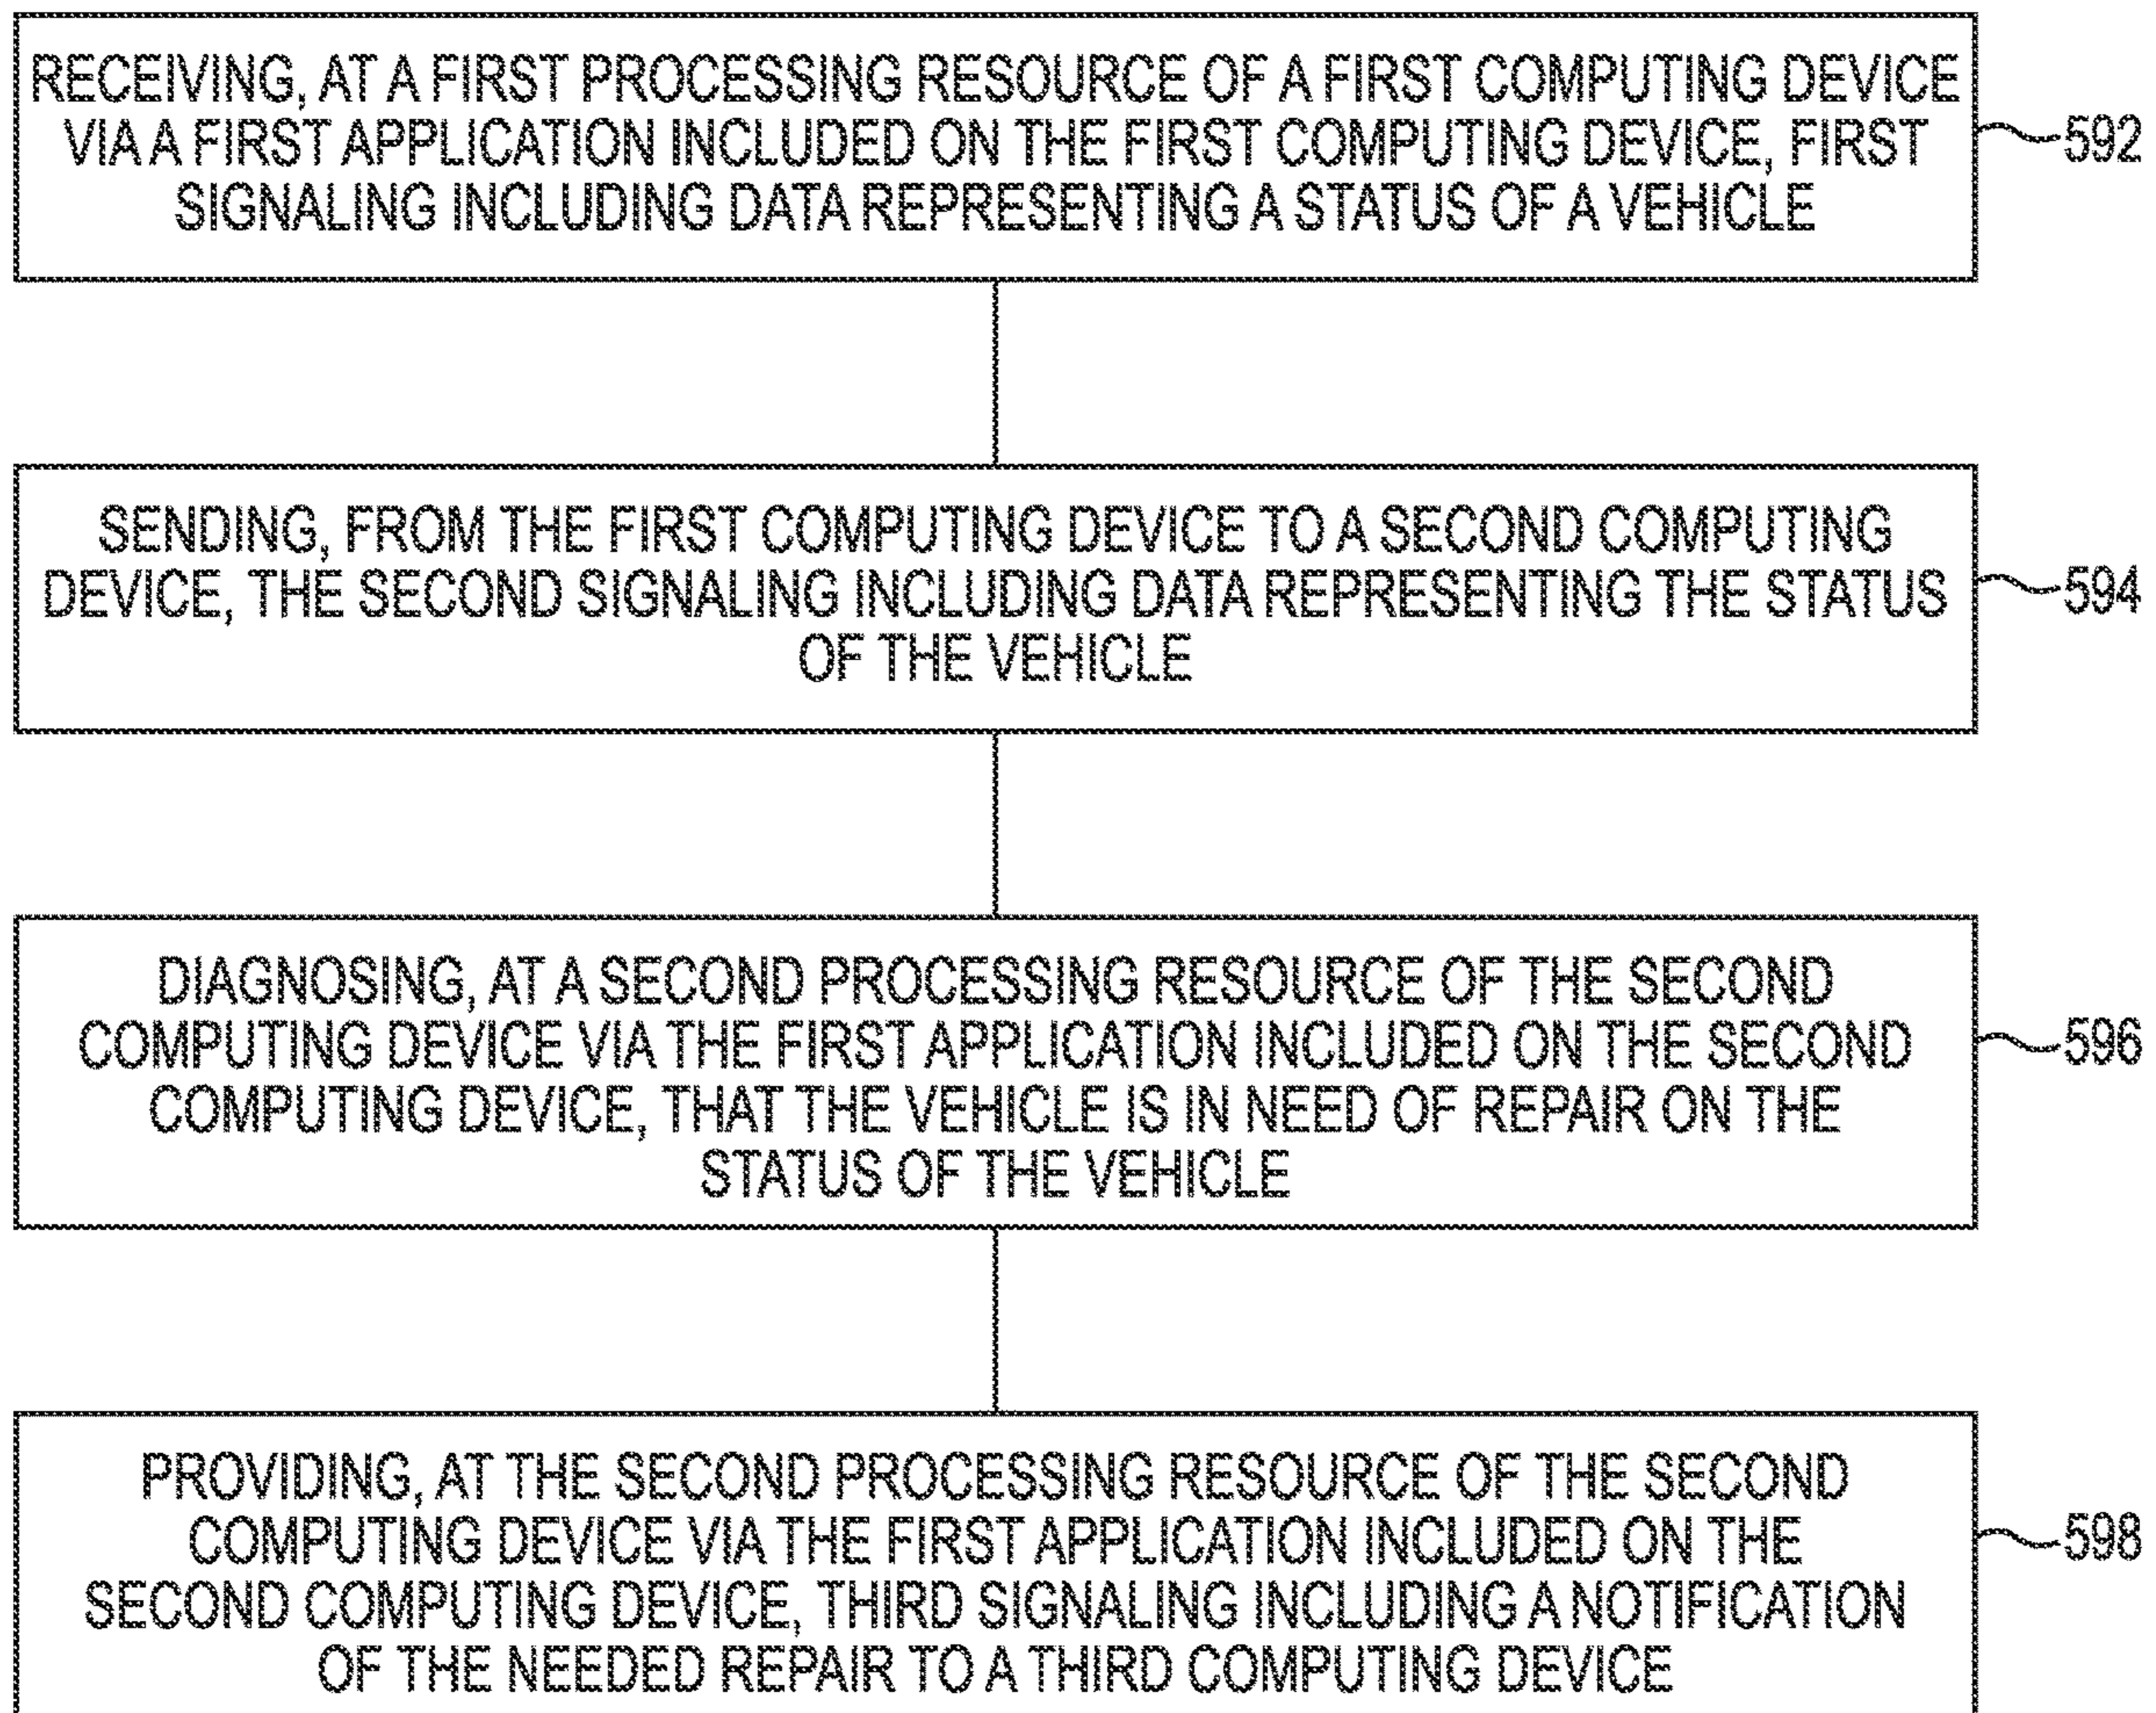 RECEIVING, AT A FIRST PROCESSING RESOURCE OF A FIRST COMPUTING DEVICE
VIA A FIRST APPLICATION INCLUDED ON THE FIRST COMPUTING DEVICE, FIRST
SIGNALING INCLUDING DATA REPRESENTING A STATUS OF A VEHICLE
592
SENDING, FROM THE FIRST COMPUTING DEVICE TO A SECOND COMPUTING
DEVICE, THE SECOND SIGNALING INCLUDING DATA REPRESENTING THE STATUS
OF THE VEHICLE
594
DIAGNOSING, AT A SECOND PROCESSING RESOURCE OF THE SECOND
COMPUTING DEVICE VIA THE FIRST APPLICATION INCLUDED ON THE SECOND
COMPUTING DEVICE, THAT THE VEHICLE IS IN NEED OF REPAIR ON THE
STATUS OF THE VEHICLE
596
PROVIDING, AT THE SECOND PROCESSING RESOURCE OF THE SECOND
COMPUTING DEVICE VIA THE FIRST APPLICATION INCLUDED ON THE
SECOND COMPUTING DEVICE, THIRD SIGNALING INCLUDING A NOTIFICATION
OF THE NEEDED REPAIR TO A THIRD COMPUTING DEVICE
598